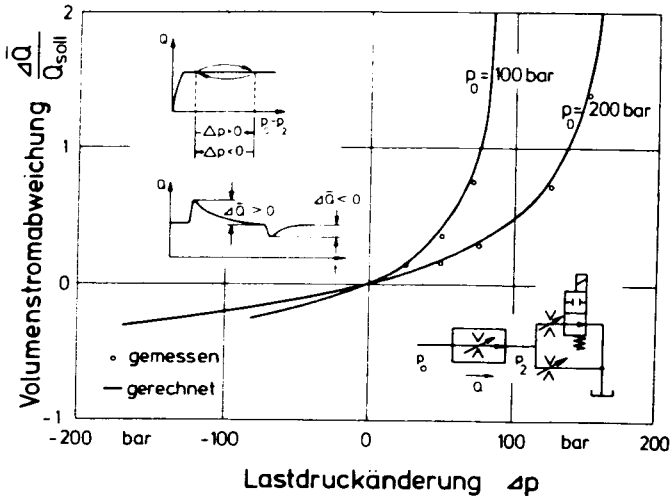 Volumenstromabweichung ΔQ̄/Qsoll
2
1
0
-1
Q
p₀-p₂
Δp>0
Δp<0
Q
ΔQ̄ > 0
ΔQ̄ < 0
p₀ = 100 bar
p₀ = 200 bar
p₀
Q
p₂
∘ gemessen
— gerechnet
-200 bar -100 0 100 bar 200
Lastdruckänderung Δp